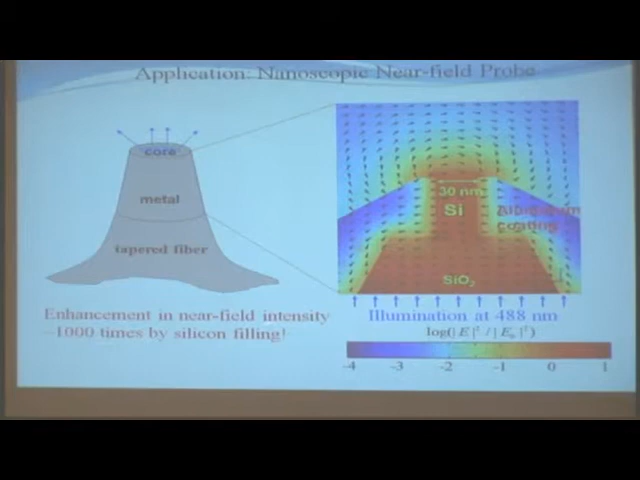 Application: Nanoscopic Near-field Probe
core
metal
tapered fiber
30 nm
Si
Aluminum
coating
SiO₂
Enhancement in near-field intensity
~1000 times by silicon filling!
Illumination at 488 nm
log(| E |² / | E₀ |²)
-4 -3 -2 -1 0 1